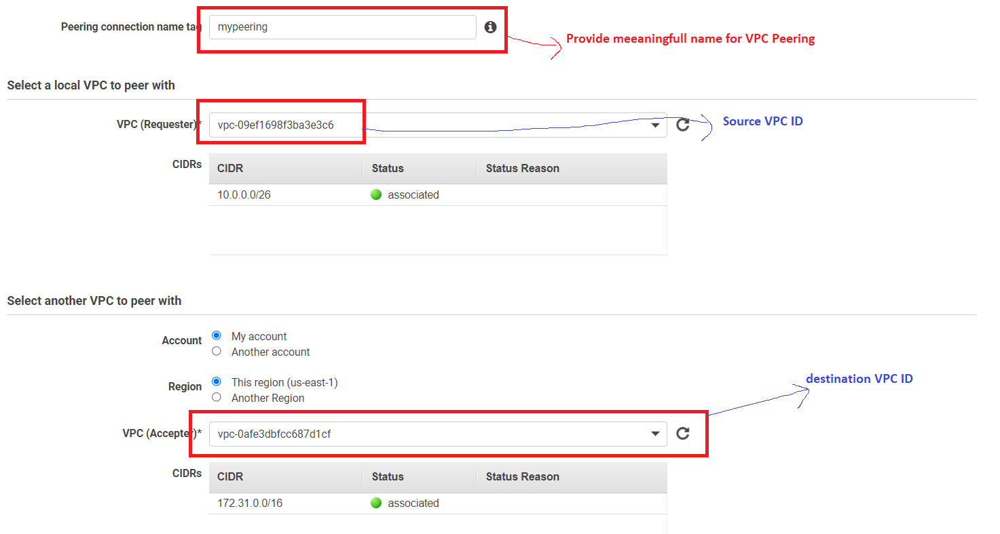 Peering connection name tag mypeering
Provide meeaningfull name for VPC Peering
Select a local VPC to peer with
VPC (Requester)* vpc-09ef1698f3ba3e3c6 Source VPC ID
CIDRs CIDR Status Status Reason
10.0.0.0/26 associated
Select another VPC to peer with
Account My account
Another account
Region This region (us-east-1)
Another Region
destination VPC ID
VPC (Accepter)* vpc-0afe3dbfcc687d1cf
CIDRs CIDR Status Status Reason
172.31.0.0/16 associated